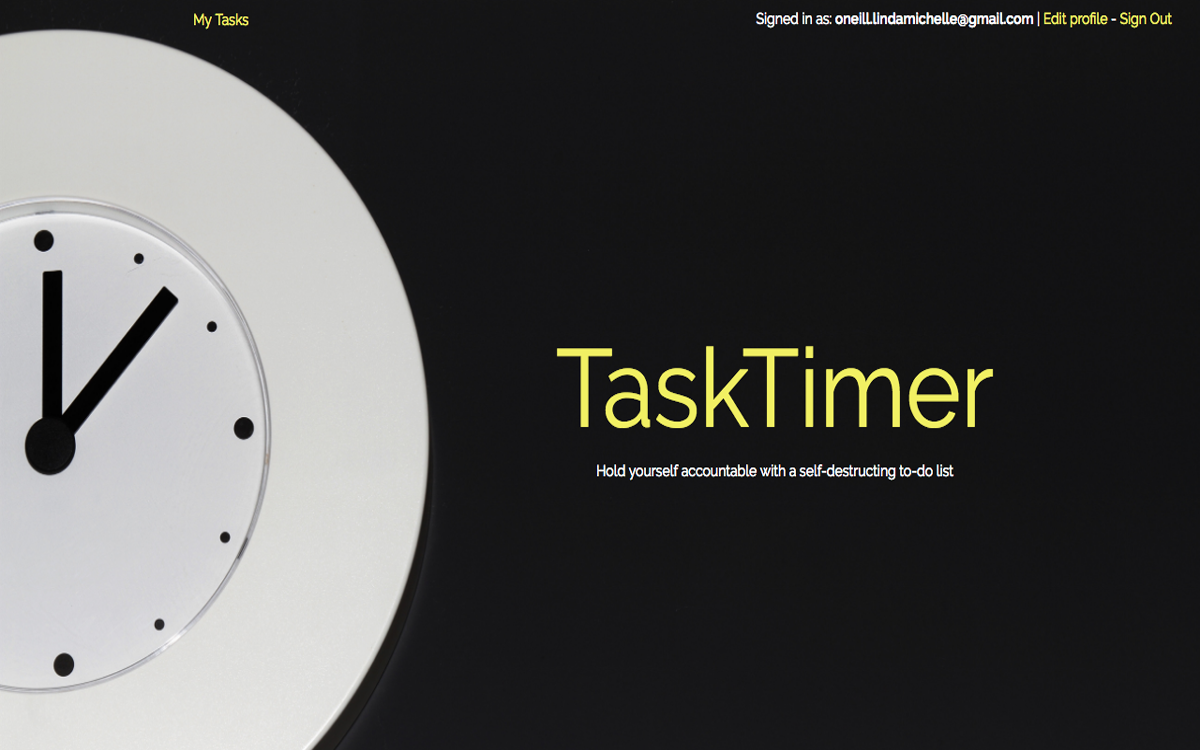 My Tasks
Signed in as: oneill.lindamichelle@gmail.com | Edit profile - Sign Out
TaskTimer
Hold yourself accountable with a self-destructing to-do list